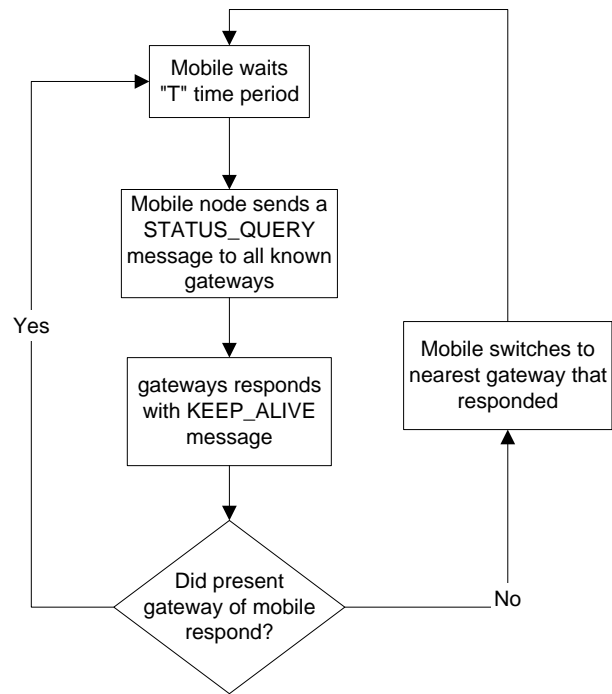 Mobile waits
"T" time period
Mobile node sends a
STATUS_QUERY
message to all known
gateways
Yes
Mobile switches to
nearest gateway that
responded
gateways responds
with KEEP_ALIVE
message
Did present
gateway of mobile
respond?
No